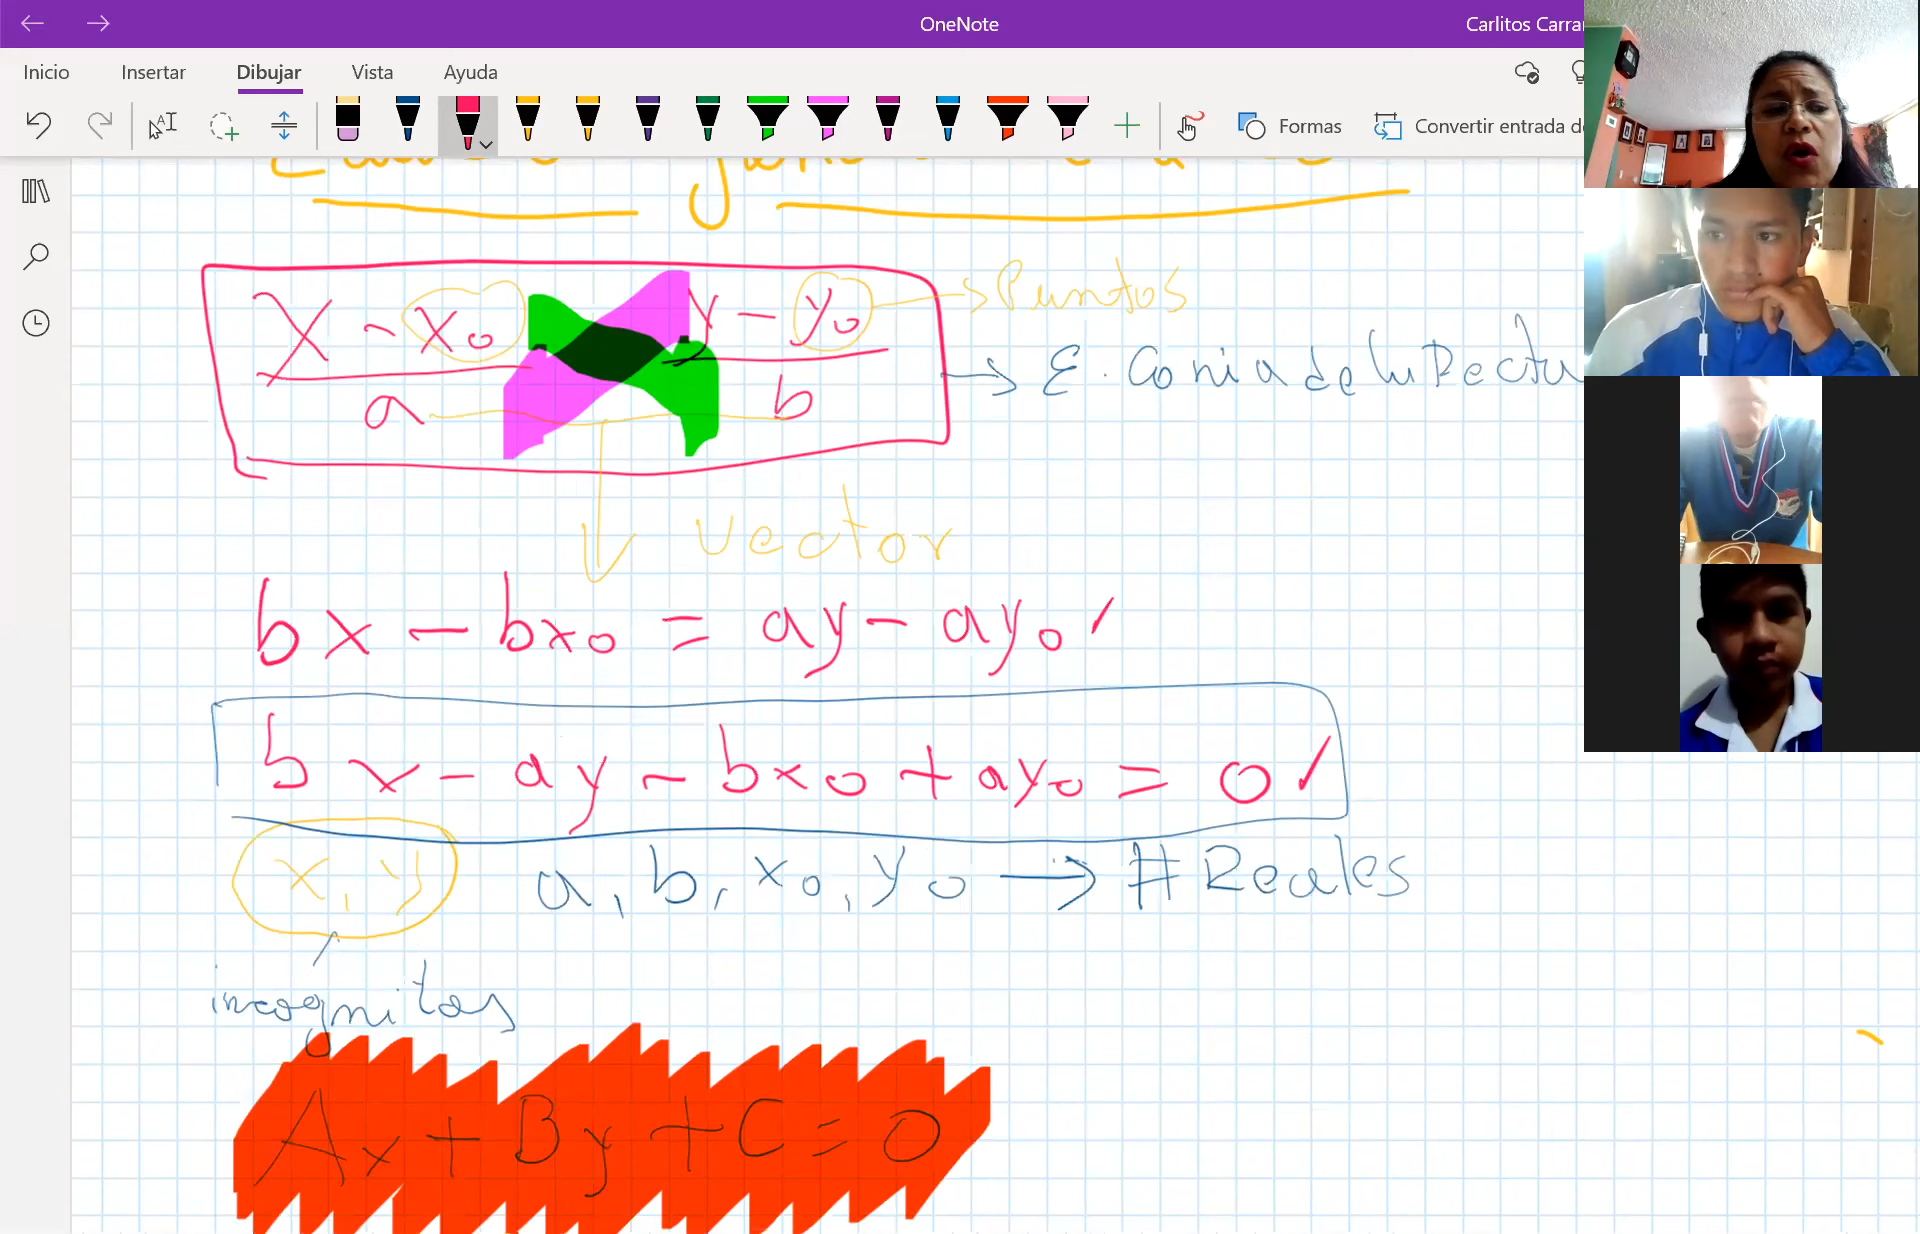 OneNote
Carlitos Carra
Inicio Insertar Dibujar Vista Ayuda
Formas Convertir entrada d
x - x₀ y - y₀ → Puntos
a b → E. de la Recta
vector
bx - bx₀ = ay - ay₀ ✓
bx - ay - bx₀ + ay₀ = 0 ✓
x, y a, b, x₀, y₀ → # Reales
incognitas
Ax + By + C = 0